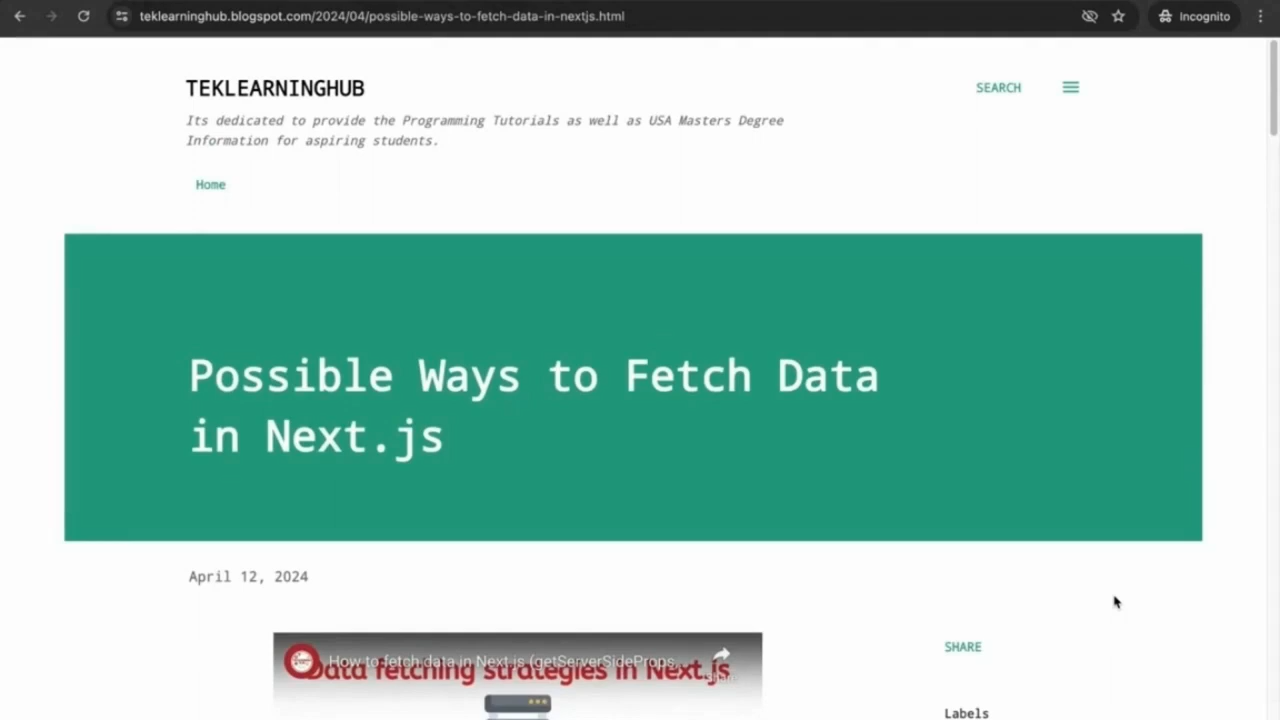 teklearninghub.blogspot.com/2024/04/possible-ways-to-fetch-data-in-nextjs.html
Incognito
TEKLEARNINGHUB
SEARCH
Its dedicated to provide the Programming Tutorials as well as USA Masters Degree
Information for aspiring students.
Home
Possible Ways to Fetch Data
in Next.js
April 12, 2024
How to fetch data in Next.js (getServerSideProps,
Data fetching strategies in Next.js
Share
SHARE
Labels